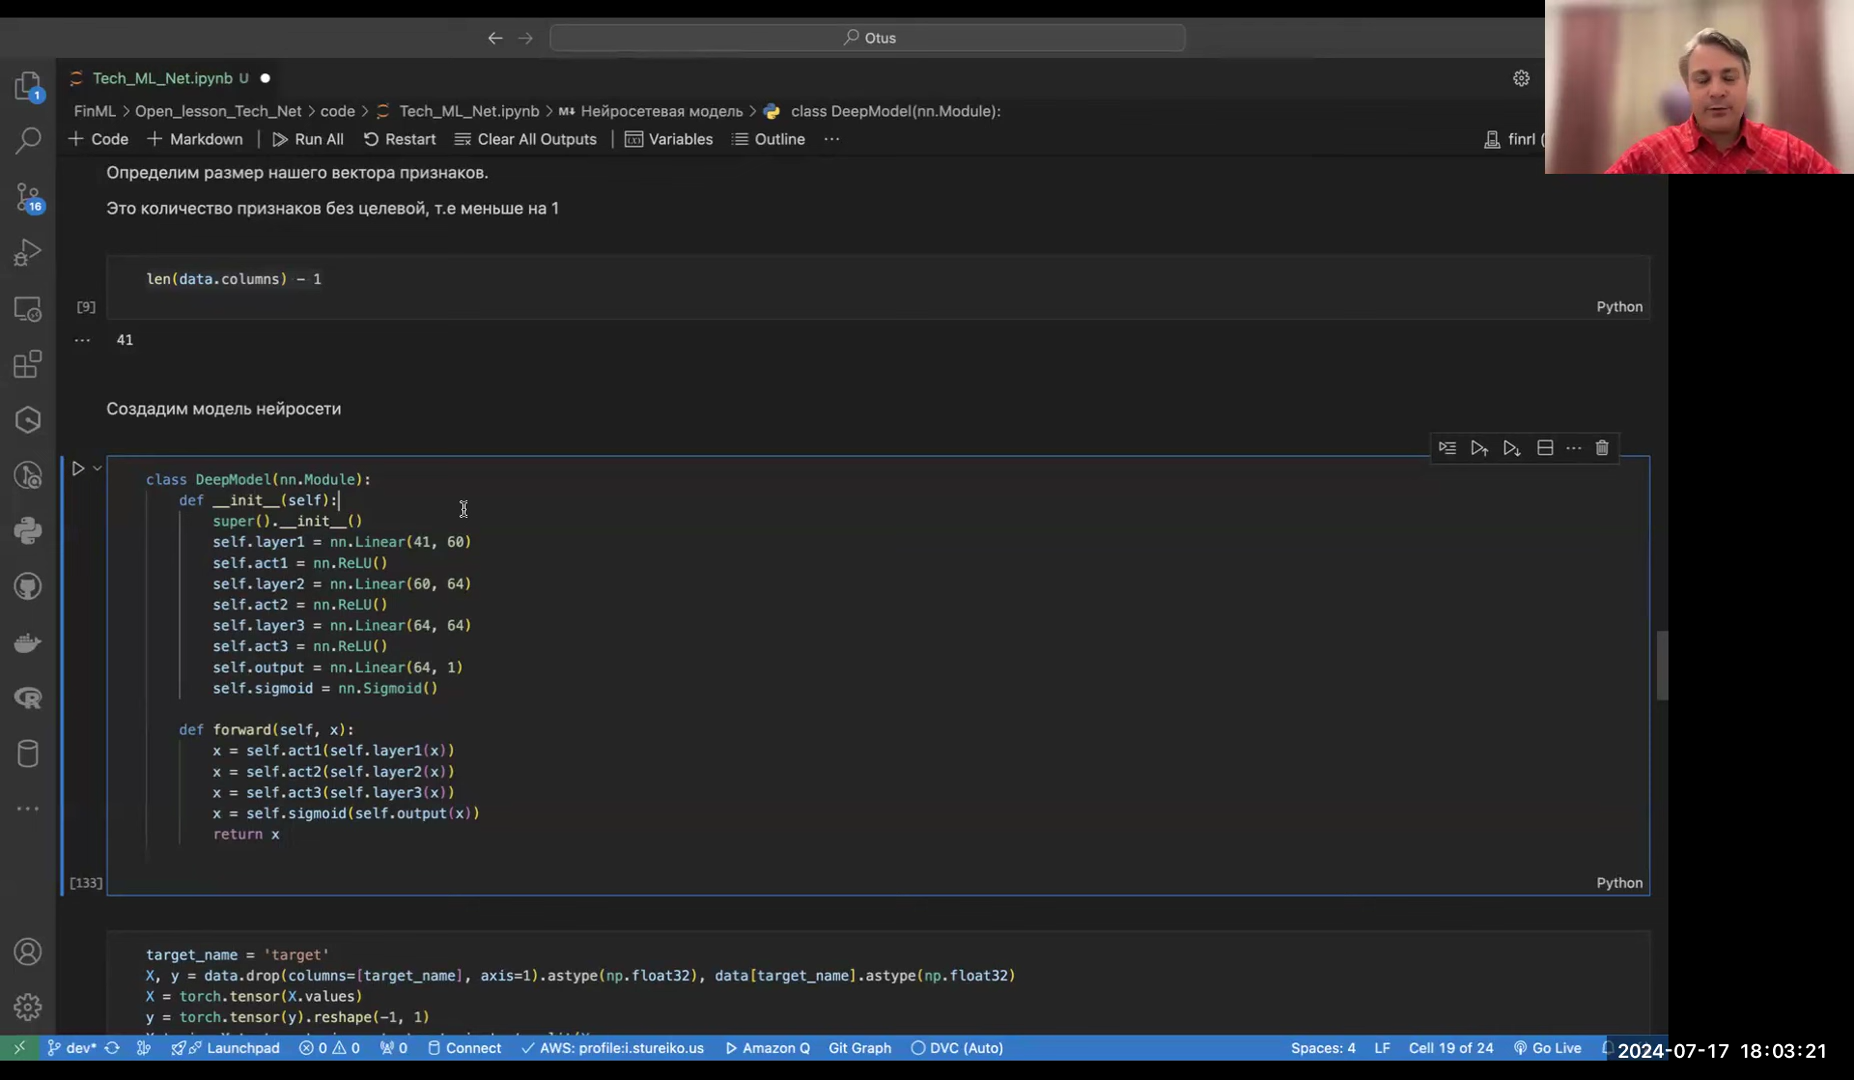 Otus
Tech_ML_Net.ipynb U
FinML > Open_lesson_Tech_Net > code > Tech_ML_Net.ipynb > Нейросетевая модель > class DeepModel(nn.Module):
+ Code + Markdown | Run All Restart Clear All Outputs | Variables Outline ...
finrl (
Определим размер нашего вектора признаков.
Это количество признаков без целевой, т.е меньше на 1
len(data.columns) - 1
[9]
Python
... 41
Создадим модель нейросети
class DeepModel(nn.Module):
    def __init__(self):
        super().__init__()
        self.layer1 = nn.Linear(41, 60)
        self.act1 = nn.ReLU()
        self.layer2 = nn.Linear(60, 64)
        self.act2 = nn.ReLU()
        self.layer3 = nn.Linear(64, 64)
        self.act3 = nn.ReLU()
        self.output = nn.Linear(64, 1)
        self.sigmoid = nn.Sigmoid()
    def forward(self, x):
        x = self.act1(self.layer1(x))
        x = self.act2(self.layer2(x))
        x = self.act3(self.layer3(x))
        x = self.sigmoid(self.output(x))
        return x
[133]
Python
target_name = 'target'
X, y = data.drop(columns=[target_name], axis=1).astype(np.float32), data[target_name].astype(np.float32)
X = torch.tensor(X.values)
y = torch.tensor(y).reshape(-1, 1)
1
16
dev* Launchpad 0 0 0 Connect AWS: profile:i.stureiko.us Amazon Q Git Graph DVC (Auto) Spaces: 4 LF Cell 19 of 24 Go Live
2024-07-17 18:03:21